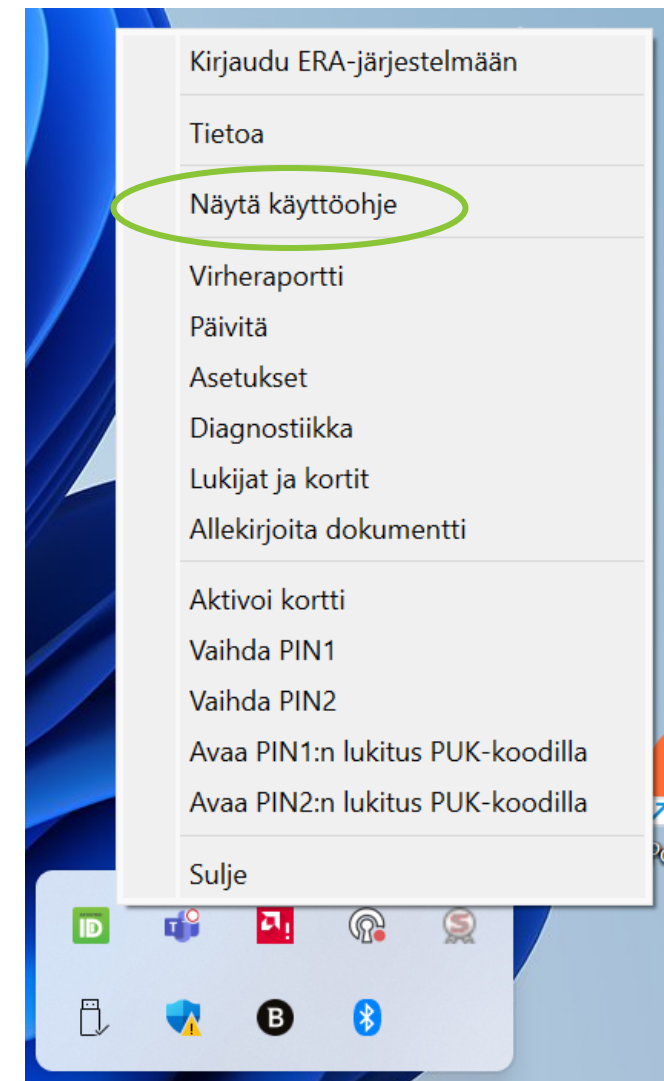 Kirjaudu ERA-järjestelmään
Tietoa
Näytä käyttöohje
Virheraportti
Päivitä
Asetukset
Diagnostiikka
Lukijat ja kortit
Allekirjoita dokumentti
Aktivoi kortti
Vaihda PIN1
Vaihda PIN2
Avaa PIN1:n lukitus PUK-koodilla
Avaa PIN2:n lukitus PUK-koodilla
Sulje
ID
B